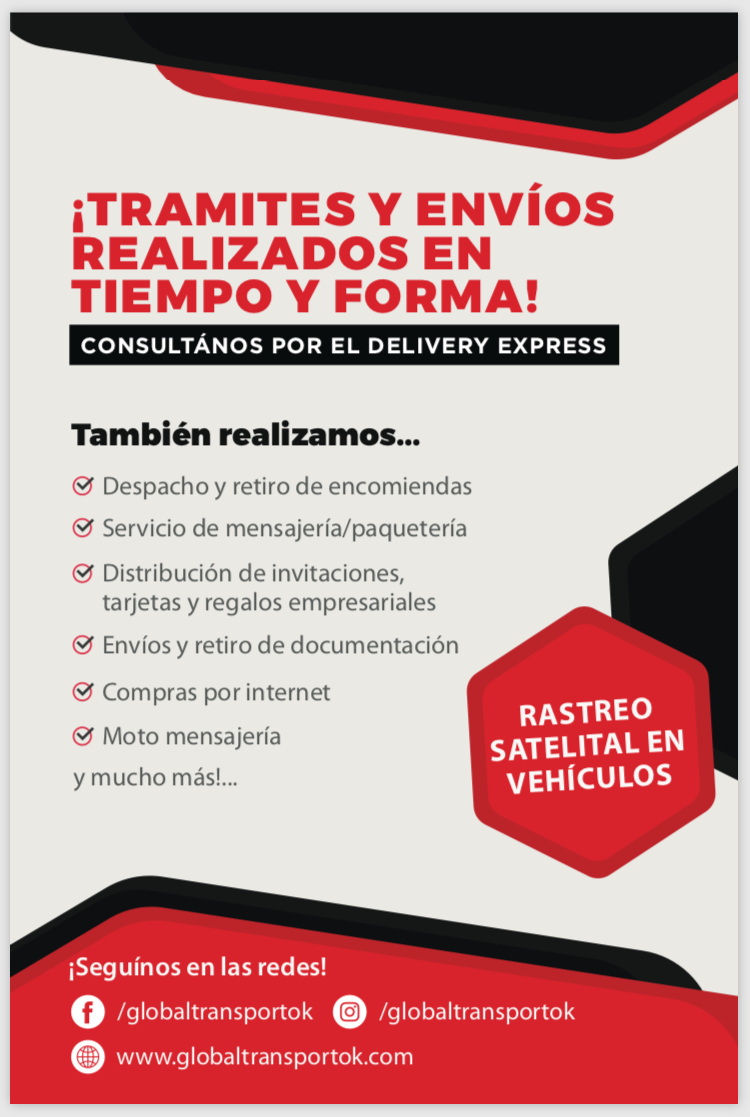 ¡TRAMITES Y ENVÍOS
REALIZADOS EN
TIEMPO Y FORMA!
CONSULTÁNOS POR EL DELIVERY EXPRESS
También realizamos...
Despacho y retiro de encomiendas
Servicio de mensajería/paquetería
Distribución de invitaciones,
tarjetas y regalos empresariales
Envíos y retiro de documentación
Compras por internet
Moto mensajería
y mucho más!...
RASTREO
SATELITAL EN
VEHÍCULOS
¡Seguínos en las redes!
/globaltransportok /globaltransportok
www.globaltransportok.com